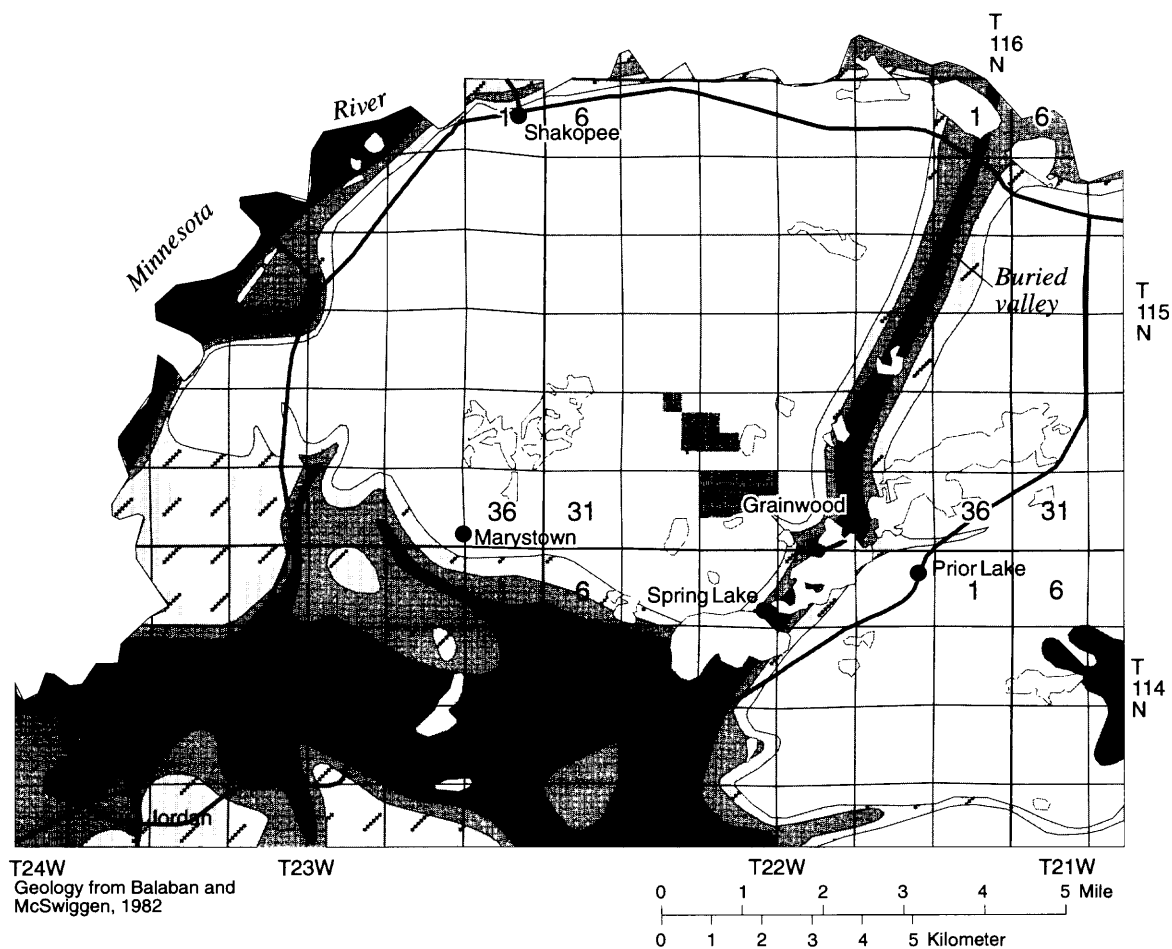 T
116
N
River
1
6
Shakopee
1
6
Minnesota
Buried
valley
T
115
N
36
31
Grainwood
36
31
Marystown
6
Spring Lake
Prior Lake
1
6
T
114
N
Jordan
T24W
T23W
T22W
T21W
Geology from Balaban and
McSwiggen, 1982
0 1 2 3 4 5 Mile
0 1 2 3 4 5 Kilometer